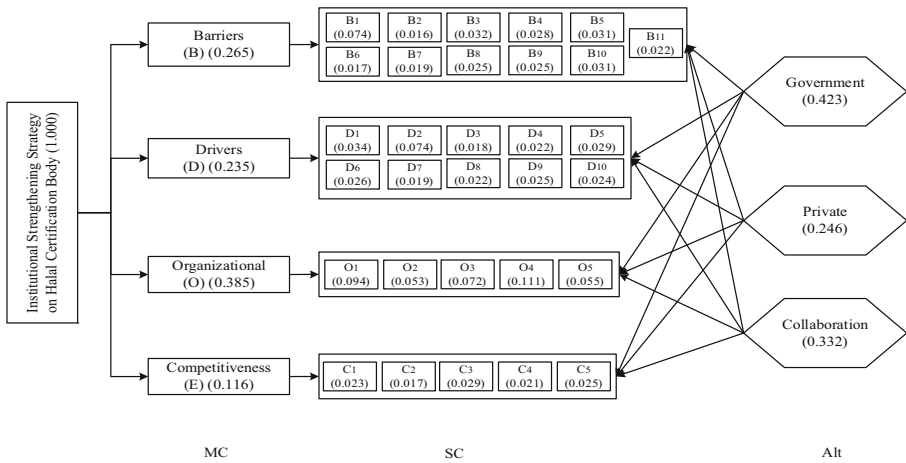 Institutional Strengthening Strategy
on Halal Certification Body (1.000)
Barriers
(B) (0.265)
B1
(0.074)
B2
(0.016)
B3
(0.032)
B4
(0.028)
B5
(0.031)
B6
(0.017)
B7
(0.019)
B8
(0.025)
B9
(0.025)
B10
(0.031)
B11
(0.022)
Drivers
(D) (0.235)
D1
(0.034)
D2
(0.074)
D3
(0.018)
D4
(0.022)
D5
(0.029)
D6
(0.026)
D7
(0.019)
D8
(0.022)
D9
(0.025)
D10
(0.024)
Organizational
(O) (0.385)
O1
(0.094)
O2
(0.053)
O3
(0.072)
O4
(0.111)
O5
(0.055)
Competitiveness
(E) (0.116)
C1
(0.023)
C2
(0.017)
C3
(0.029)
C4
(0.021)
C5
(0.025)
Government
(0.423)
Private
(0.246)
Collaboration
(0.332)
MC
SC
Alt